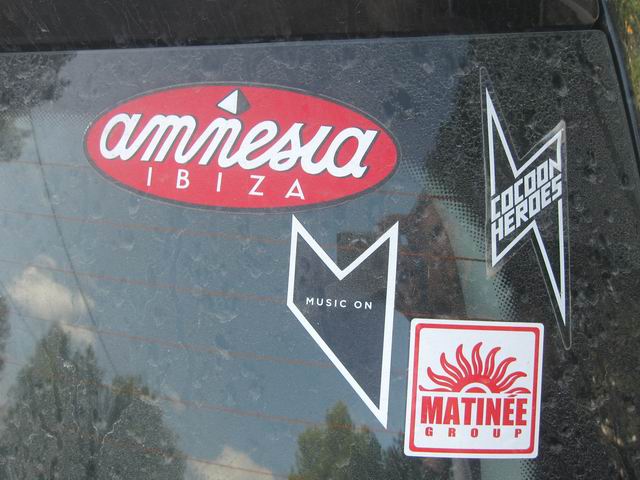 amnesia
IBIZA
COCOON
HEROES
MUSIC ON
MATINÉE
GROUP